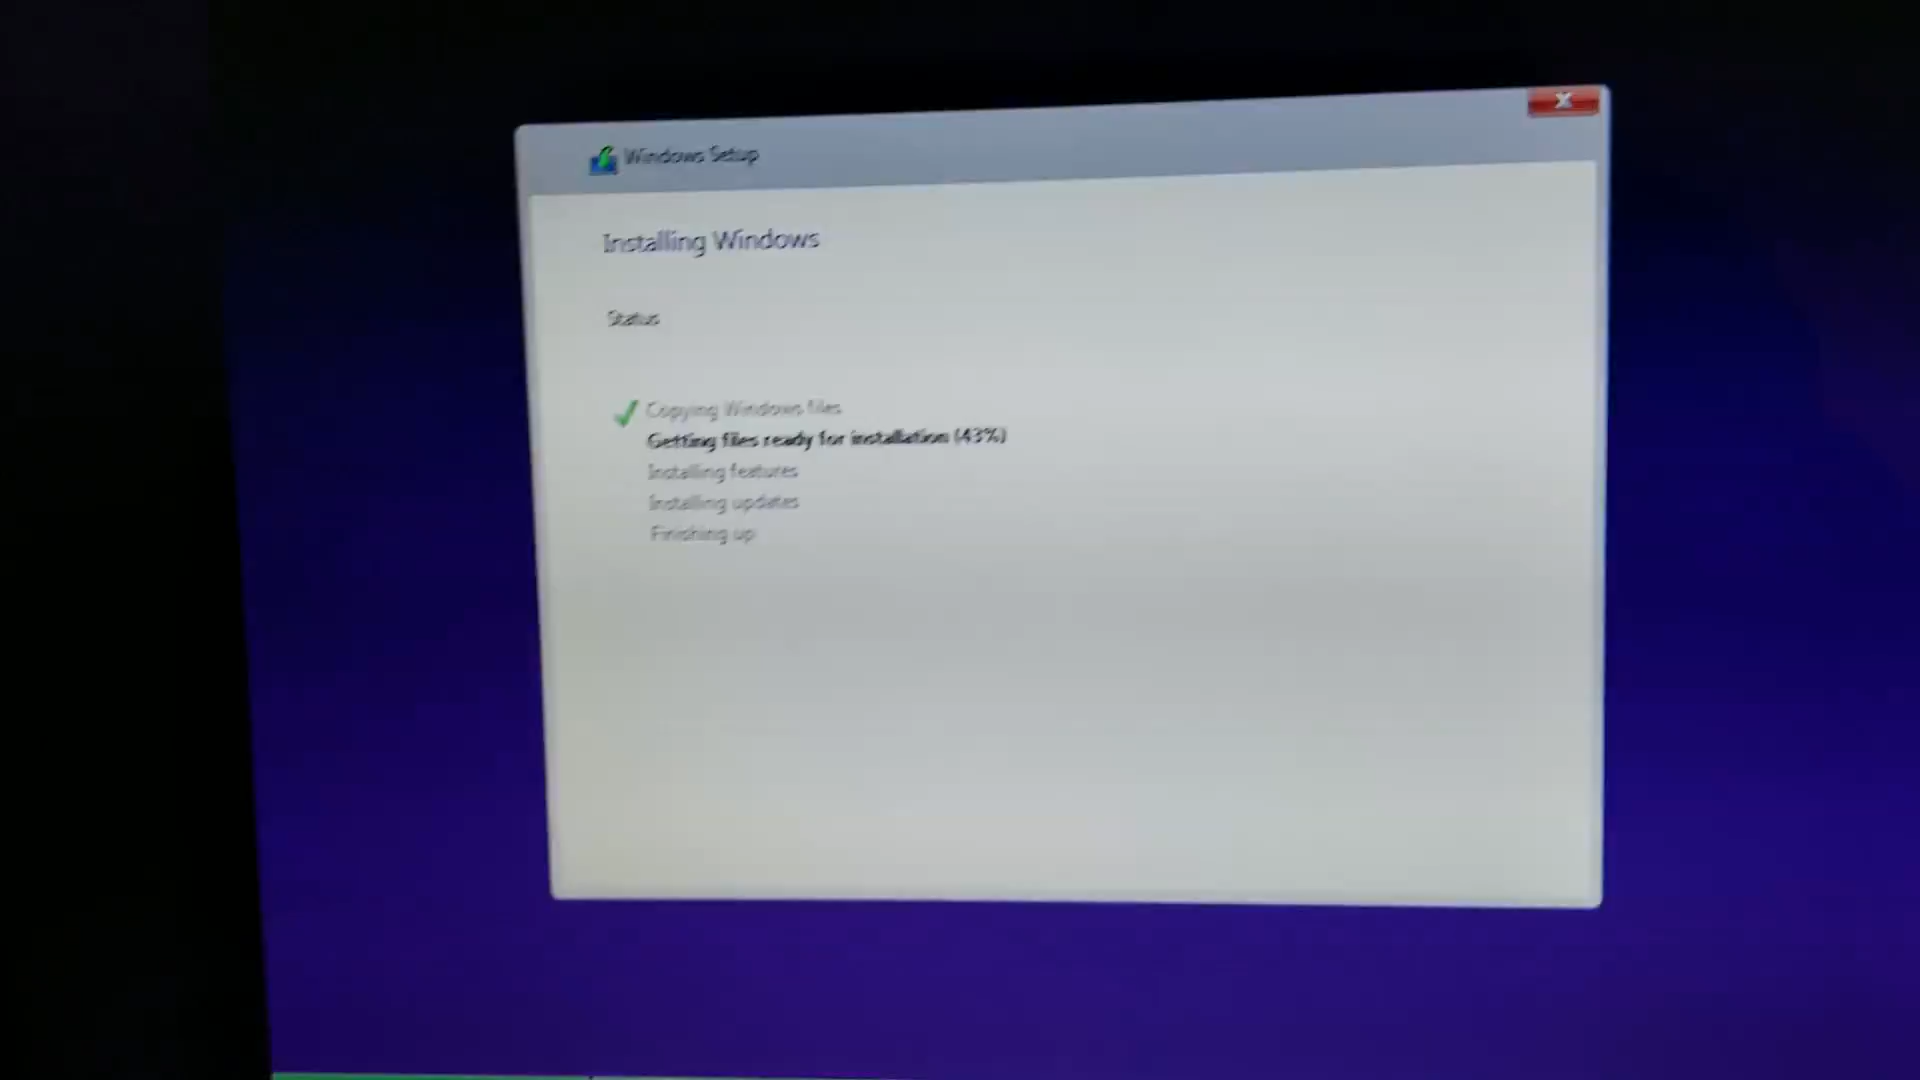 Windows Setup
Installing Windows
Status
Copying Windows files
Getting files ready for installation (43%)
Installing features
Installing updates
Finishing up